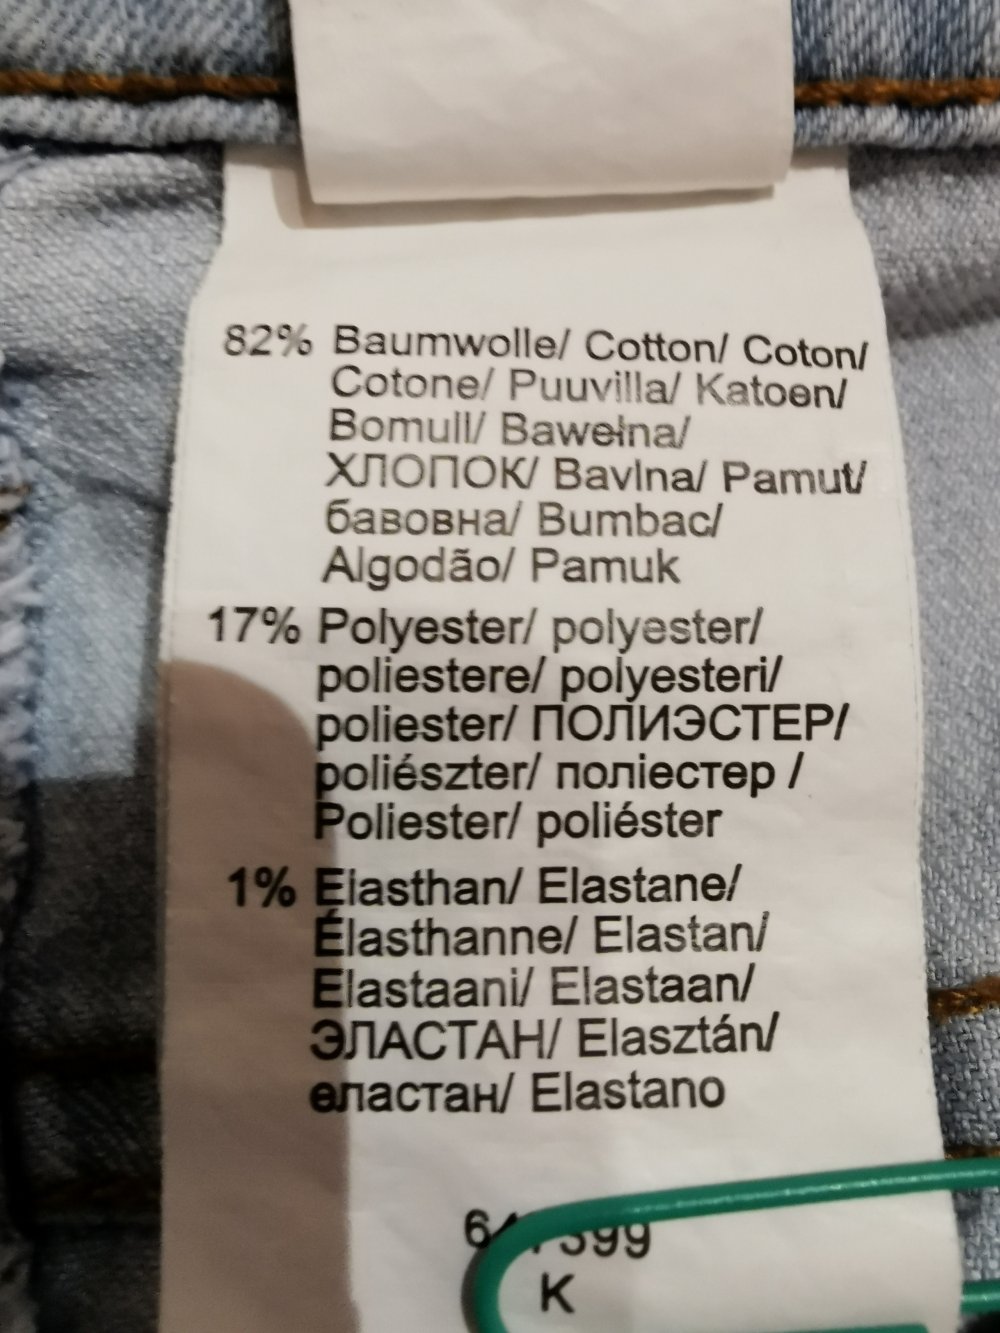 82% Baumwolle/ Cotton/ Coton/
Cotone/ Puuvilla/ Katoen/
Bomull/ Bawełna/
ХЛОПОК/ Bavlna/ Pamut/
бавовна/ Bumbac/
Algodão/ Pamuk
17% Polyester/ polyester/
poliestere/ polyesteri/
poliester/ ПОЛИЭСТЕР/
poliészter/ поліестер /
Poliester/ poliéster
1% Elasthan/ Elastane/
Élasthanne/ Elastan/
Elastaani/ Elastaan/
ЭЛАСТАН/ Elasztán/
еластан/ Elastano
K